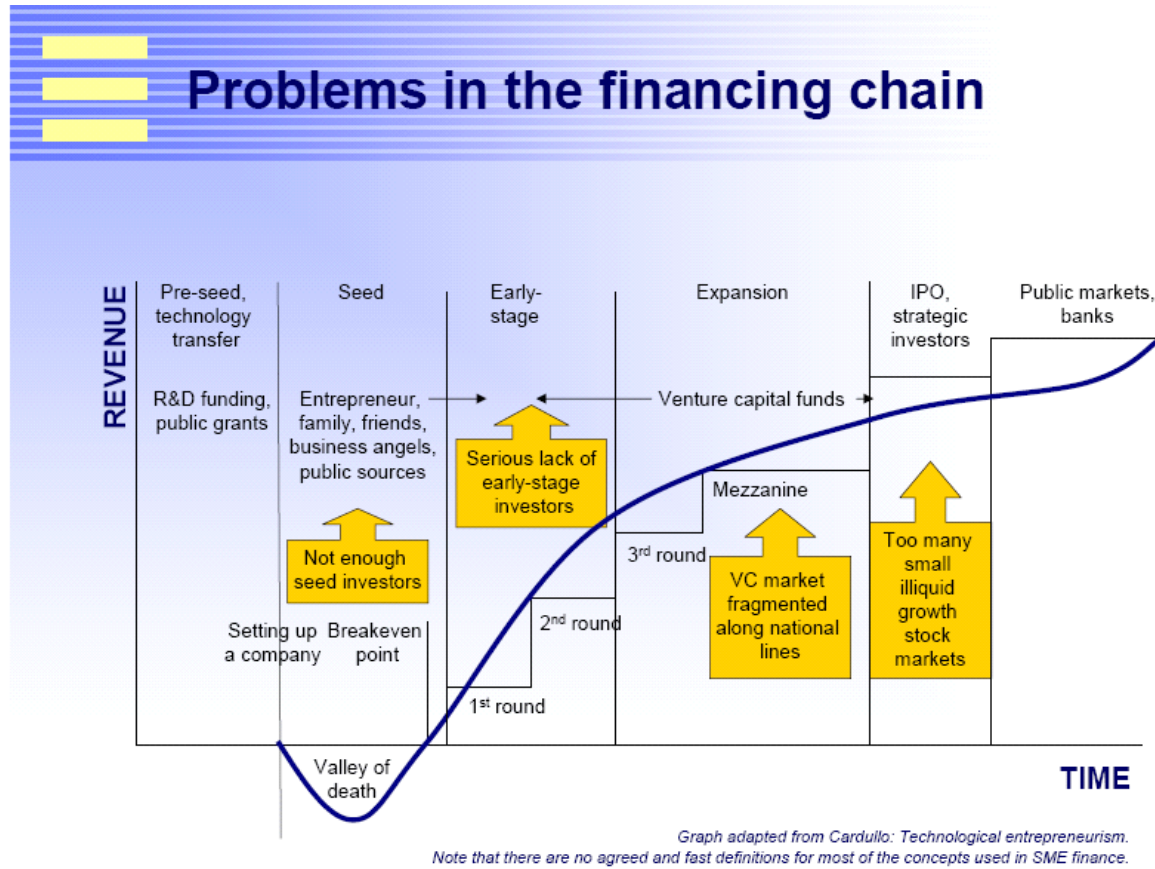 Problems in the financing chain
REVENUE
Pre-seed,
technology
transfer
Seed
Early-
stage
Expansion
IPO,
strategic
investors
Public markets,
banks
R&D funding,
public grants
Entrepreneur,
family, friends,
business angels,
public sources
Venture capital funds
Serious lack of
early-stage
investors
Not enough
seed investors
Mezzanine
3rd round
VC market
fragmented
along national
lines
Too many
small
illiquid
growth
stock
markets
2nd round
Setting up
a company
Breakeven
point
1st round
Valley of
death
TIME
Graph adapted from Cardullo: Technological entrepreneurism.
Note that there are no agreed and fast definitions for most of the concepts used in SME finance.